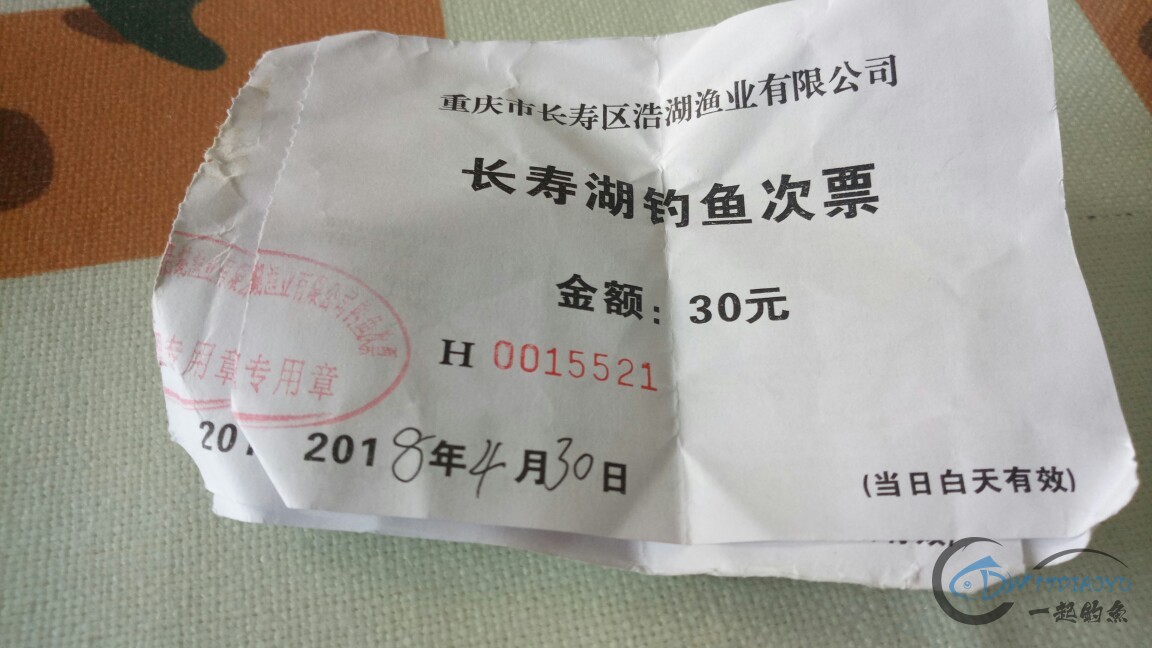 重庆市长寿区浩湖渔业有限公司
长寿湖钓鱼次票
金额：30元
H 0015521
专用章专用章
201 2018年4月30日
(当日白天有效)
一起钓魚